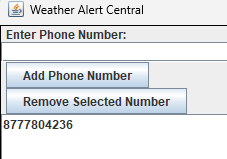 Weather Alert Central
Enter Phone Number:
Add Phone Number
Remove Selected Number
8777804236